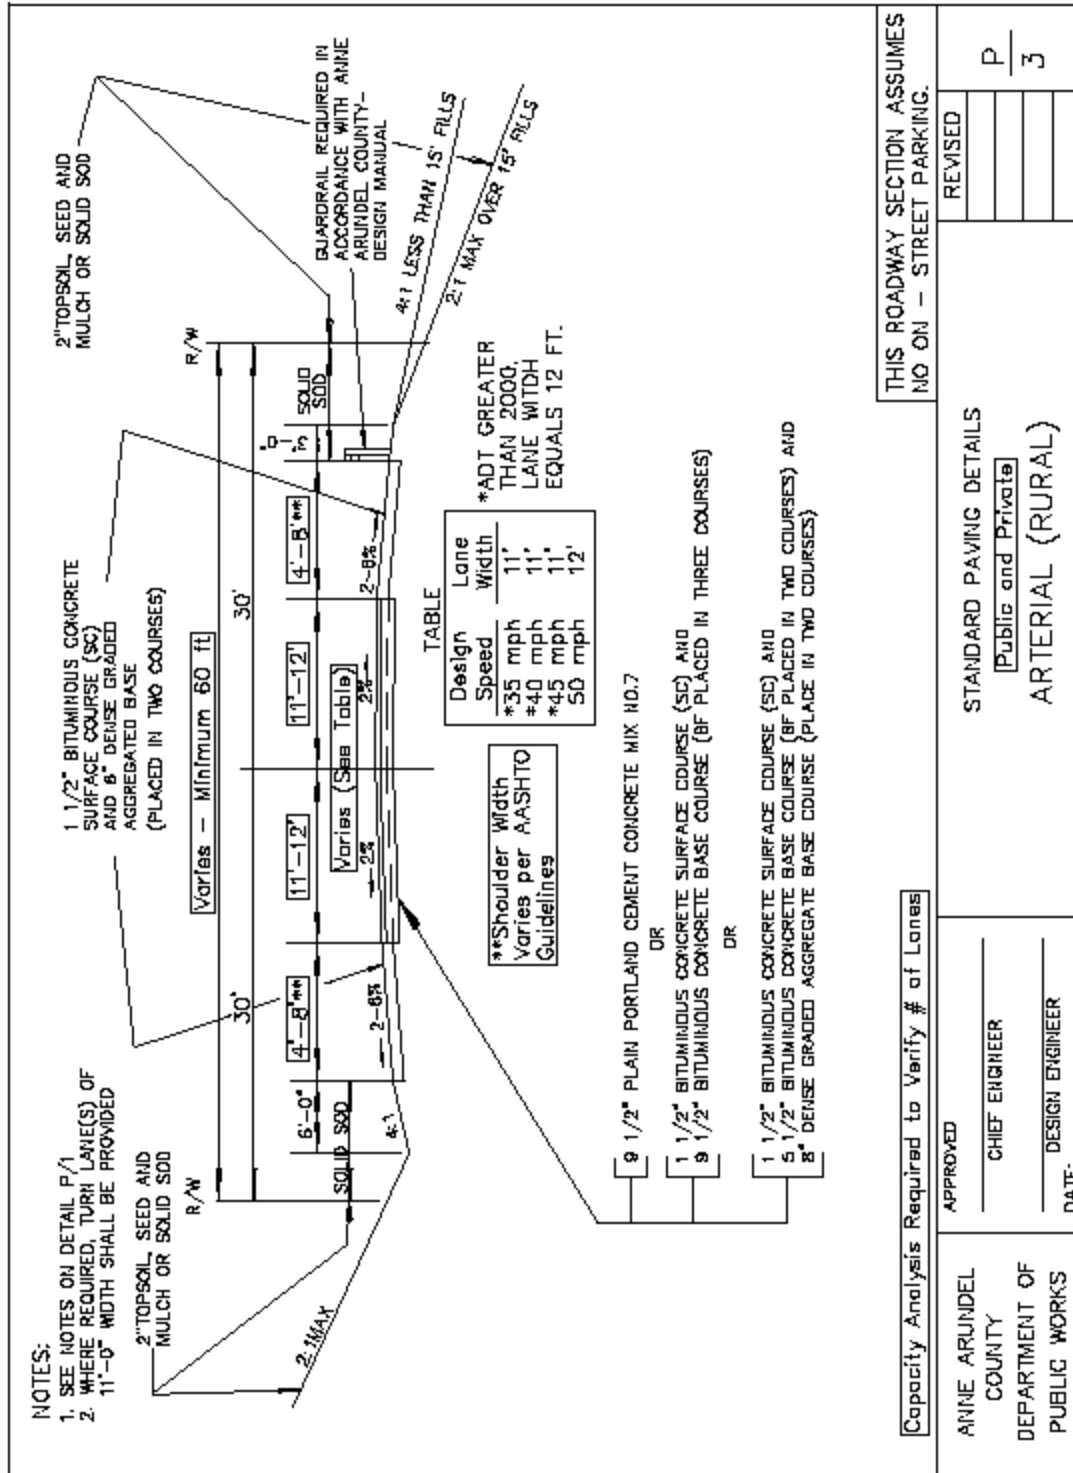 NOTES:
1. SEE NOTES ON DETAIL P/1
2. WHERE REQUIRED, TURN LANE(S) OF
11'-0" WIDTH SHALL BE PROVIDED
2"TOPSOIL, SEED AND
MULCH OR SOLID SOD
2:1MAX
R/W
SOLID SOD
6'-0"
4:1
1 1/2" BITUMINOUS CONCRETE
SURFACE COURSE (SC)
AND 6" DENSE GRADED
AGGREGATED BASE
(PLACED IN TWO COURSES)
Varies - Minimum 60 ft
30'
30'
4'-8'**
11'-12'
11'-12'
4'-8'**
Varies (See Table)
2-6%
2%
2%
2-8%
R/W
SOLID
SOD
2"TOPSOIL, SEED AND
MULCH OR SOLID SOD
GUARDRAIL REQUIRED IN
ACCORDANCE WITH ANNE
ARUNDEL COUNTY-
DESIGN MANUAL
4:1 LESS THAN 15' FILLS
2:1 MAX OVER 15' FILLS
**Shoulder Width
Varies per AASHTO
Guidelines
TABLE
Design Lane
Speed Width
*35 mph 11'
*40 mph 11'
*45 mph 11'
50 mph 12'
*ADT GREATER
THAN 2000,
LANE WITDH
EQUALS 12 FT.
9 1/2" PLAIN PORTLAND CEMENT CONCRETE MIX NO.7
OR
1 1/2" BITUMINOUS CONCRETE SURFACE COURSE (SC) AND
9 1/2" BITUMINOUS CONCRETE BASE COURSE (BF PLACED IN THREE COURSES)
OR
1 1/2" BITUMINOUS CONCRETE SURFACE COURSE (SC) AND
5 1/2" BITUMINOUS CONCRETE BASE COURSE (BF PLACED IN TWO COURSES) AND
8" DENSE GRADED AGGREGATE BASE COURSE (PLACE IN TWO COURSES)
Capacity Analysis Required to Verify # of Lanes
THIS ROADWAY SECTION ASSUMES
NO ON - STREET PARKING.
ANNE ARUNDEL
COUNTY
DEPARTMENT OF
PUBLIC WORKS
APPROVED
CHIEF ENGINEER
DESIGN ENGINEER
DATE:
STANDARD PAVING DETAILS
Public and Private
ARTERIAL (RURAL)
REVISED
P
3